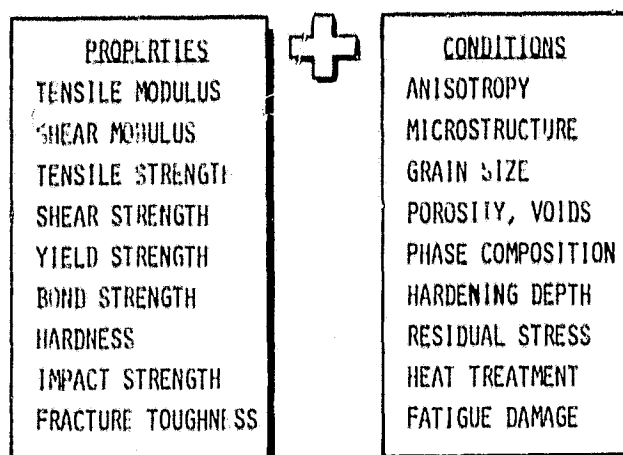 PROPERTIES
TENSILE MODULUS
SHEAR MODULUS
TENSILE STRENGTH
SHEAR STRENGTH
YIELD STRENGTH
BOND STRENGTH
HARDNESS
IMPACT STRENGTH
FRACTURE TOUGHNESS
CONDITIONS
ANISOTROPY
MICROSTRUCTURE
GRAIN SIZE
POROSITY, VOIDS
PHASE COMPOSITION
HARDENING DEPTH
RESIDUAL STRESS
HEAT TREATMENT
FATIGUE DAMAGE